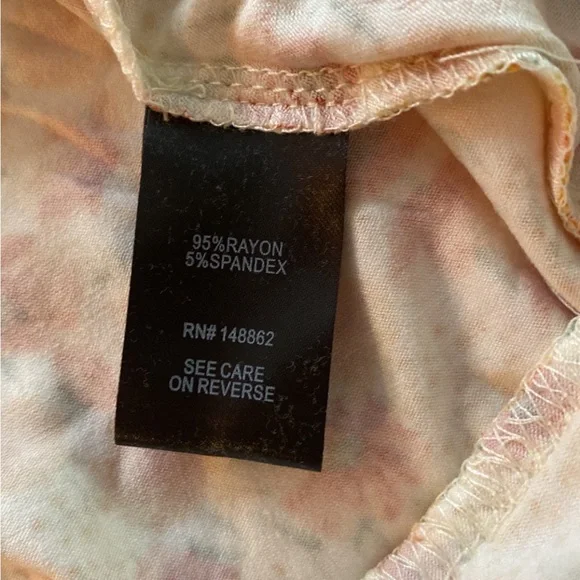 95%RAYON
5%SPANDEX
RN# 148862
SEE CARE
ON REVERSE